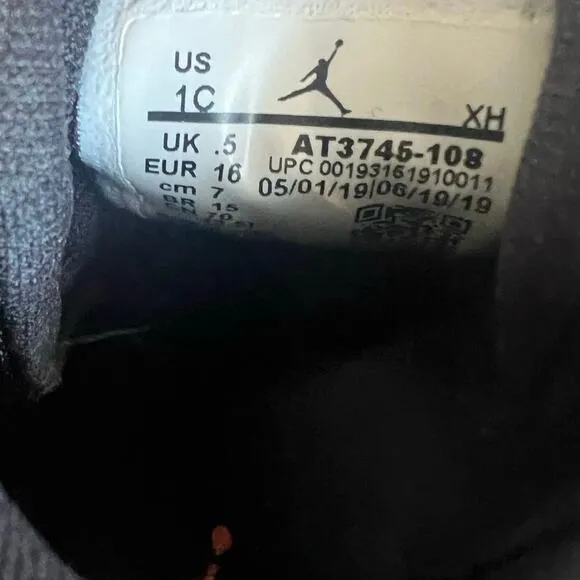 US
1C
XH
UK .5 AT3745-108
EUR 16 UPC 00193151910011
cm 7 05/01/19|06/19/19
BR 15